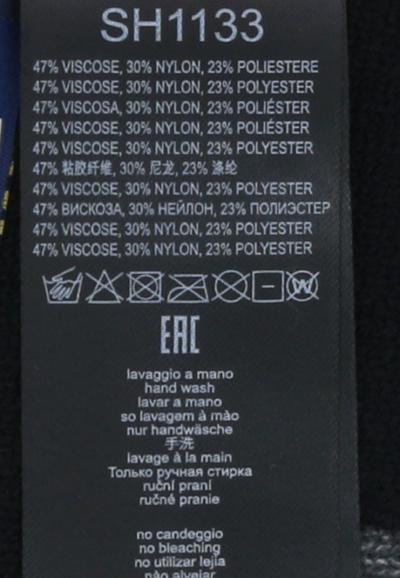 SH1133
47% VISCOSE, 30% NYLON, 23% POLIESTERE
47% VISCOSE, 30% NYLON, 23% POLYESTER
47% VISCOSA, 30% NYLON, 23% POLIÉSTER
47% VISCOSE, 30% NYLON, 23% POLIÉSTER
47% VISCOSE, 30% NYLON, 23% POLYESTER
47% 粘胶纤维, 30% 尼龙, 23% 涤纶
47% VISCOSE, 30% NYLON, 23% POLYESTER
47% ВИСКОЗА, 30% НЕЙЛОН, 23% ПОЛИЭСТЕР
47% VISCOSE, 30% NYLON, 23% POLYESTER
47% VISCOSE, 30% NYLON, 23% POLYESTER
W
EAC
lavaggio a mano
hand wash
lavar a mano
so lavagem à mào
nur handwäsche
手洗
lavage à la main
Только ручная стирка
ruční praní
ručné pranie
no candeggio
no bleaching
no utilizar lejia
não alvejar